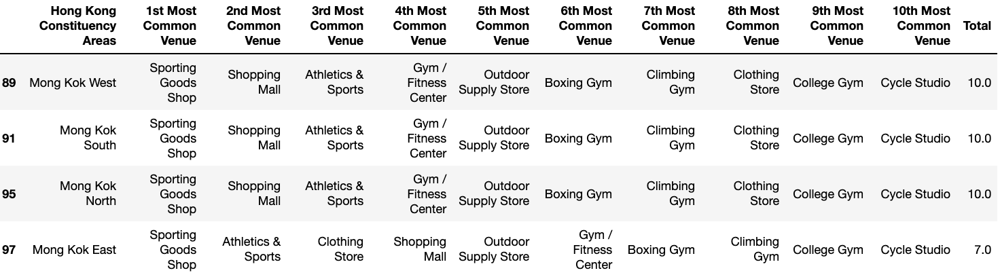 Hong Kong Constituency Areas 1st Most Common Venue 2nd Most Common Venue 3rd Most Common Venue 4th Most Common Venue 5th Most Common Venue 6th Most Common Venue 7th Most Common Venue 8th Most Common Venue 9th Most Common Venue 10th Most Common Venue Total
89 Mong Kok West Sporting Goods Shop Shopping Mall Athletics & Sports Gym / Fitness Center Outdoor Supply Store Boxing Gym Climbing Gym Clothing Store College Gym Cycle Studio 10.0
91 Mong Kok South Sporting Goods Shop Shopping Mall Athletics & Sports Gym / Fitness Center Outdoor Supply Store Boxing Gym Climbing Gym Clothing Store College Gym Cycle Studio 10.0
95 Mong Kok North Sporting Goods Shop Shopping Mall Athletics & Sports Gym / Fitness Center Outdoor Supply Store Boxing Gym Climbing Gym Clothing Store College Gym Cycle Studio 10.0
97 Mong Kok East Sporting Goods Shop Athletics & Sports Clothing Store Shopping Mall Outdoor Supply Store Gym / Fitness Center Boxing Gym Climbing Gym College Gym Cycle Studio 7.0